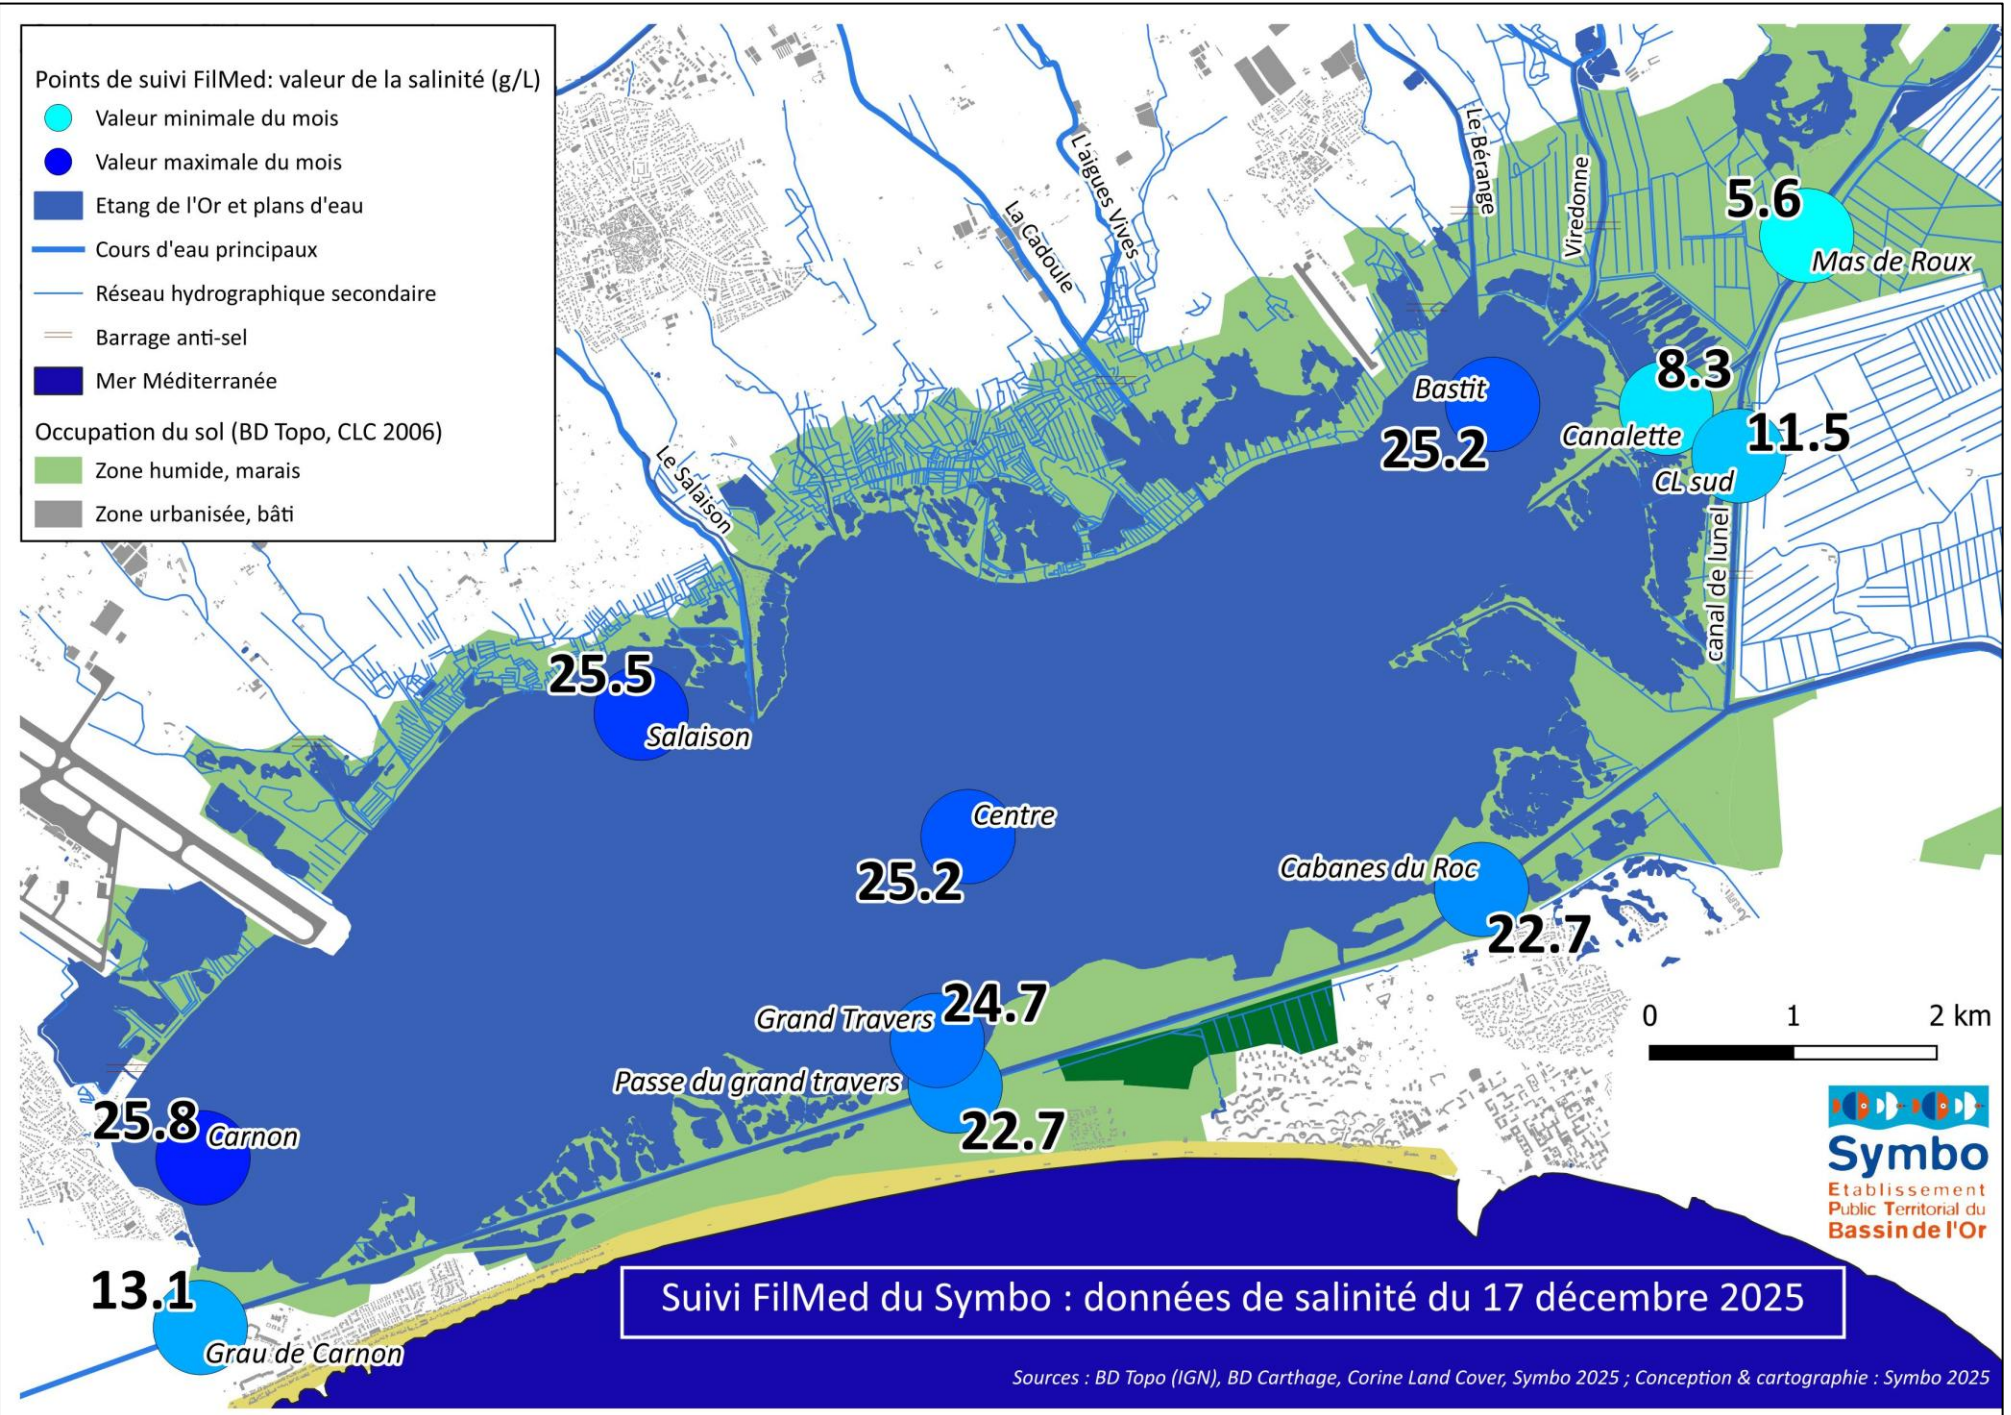 Points de suivi FilMed: valeur de la salinité (g/L)
Valeur minimale du mois
Valeur maximale du mois
Etang de l'Or et plans d'eau
Cours d'eau principaux
Réseau hydrographique secondaire
Barrage anti-sel
Mer Méditerranée
Occupation du sol (BD Topo, CLC 2006)
Zone humide, marais
Zone urbanisée, bâti
Le Salaison
La Cadoule
L'aigues Vives
Le Bérange
Viredonne
5.6
Mas de Roux
8.3
Canalette
11.5
CL sud
Canal de lunel
Bastit
25.2
25.5
Salaison
Centre
25.2
Cabanes du Roc
22.7
24.7
Grand Travers
Passe du grand travers
22.7
25.8
Carnon
13.1
Grau de Carnon
0 1 2 km
Symbo
Etablissement
Public Territorial du
Bassin de l'Or
Suivi FilMed du Symbo : données de salinité du 17 décembre 2025
Sources : BD Topo (IGN), BD Carthage, Corine Land Cover, Symbo 2025 ; Conception & cartographie : Symbo 2025